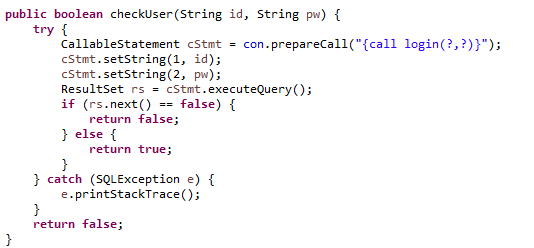 public boolean checkUser(String id, String pw) {
    try {
        CallableStatement cStmt = con.prepareCall("{call login(?,?)}");
        cStmt.setString(1, id);
        cStmt.setString(2, pw);
        ResultSet rs = cStmt.executeQuery();
        if (rs.next() == false) {
            return false;
        } else {
            return true;
        }
    } catch (SQLException e) {
        e.printStackTrace();
    }
    return false;
}